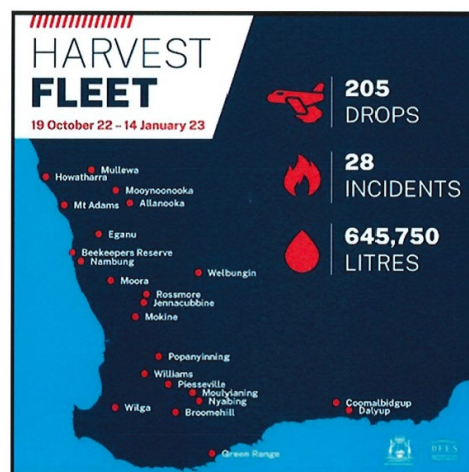 HARVEST
FLEET
19 October 22 – 14 January 23
205
DROPS
28
INCIDENTS
645,750
LITRES
Mullewa
Howatharra
Mooynoonooka
Mt Adams
Allanooka
Eganu
Beekeepers Reserve
Nambung
Welbungin
Moora
Rossmore
Jennacubbine
Mokine
Popanyinning
Williams
Piesseville
Moulyianing
Nyabing
Wilga
Broomehill
Coomalbidgup
Dalyup
Green Range
DFES